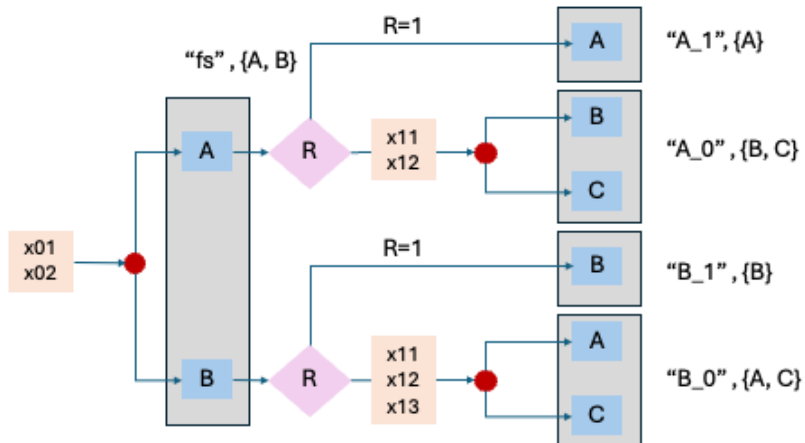 R=1
A
“A_1”, {A}
“fs” , {A, B}
A
R
x11
x12
B
C
“A_0” , {B, C}
x01
x02
R=1
B
“B_1” , {B}
B
R
x11
x12
x13
A
C
“B_0” , {A, C}